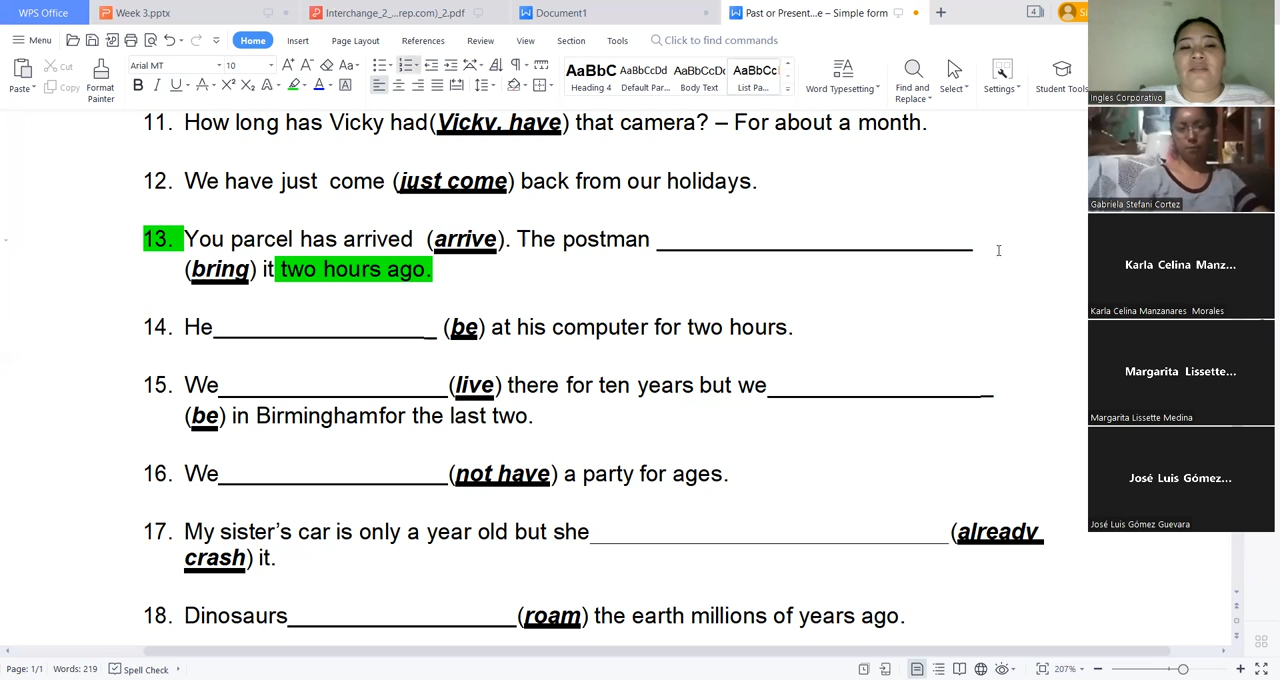 WPS Office Week 3.pptx Interchange_2_...rep.com)_2.pdf Document1 Past or Present...e – Simple form + 4
Menu Home Insert Page Layout References Review View Section Tools Click to find commands
Paste Cut Copy Format Painter Arial MT 10 AaBbC Heading 4 AaBbCcDd Default Par... AaBbCcDc Body Text AaBbCc List Pa... Word Typesetting Find and Replace Select Settings Student Tools
11. How long has Vicky had(Vicky, have) that camera? – For about a month.
12. We have just come (just come) back from our holidays.
13. You parcel has arrived (arrive). The postman ____________________
(bring) it two hours ago.
14. He____________________ (be) at his computer for two hours.
15. We____________________(live) there for ten years but we____________________
(be) in Birminghamfor the last two.
16. We____________________(not have) a party for ages.
17. My sister's car is only a year old but she____________________(already
crash) it.
18. Dinosaurs____________________(roam) the earth millions of years ago.
Page: 1/1 Words: 219 Spell Check 207%
Ingles Corporativo
Gabriela Stefani Cortez
Karla Celina Manz...
Karla Celina Manzanares Morales
Margarita Lissette...
Margarita Lissette Medina
José Luis Gómez...
José Luis Gómez Guevara